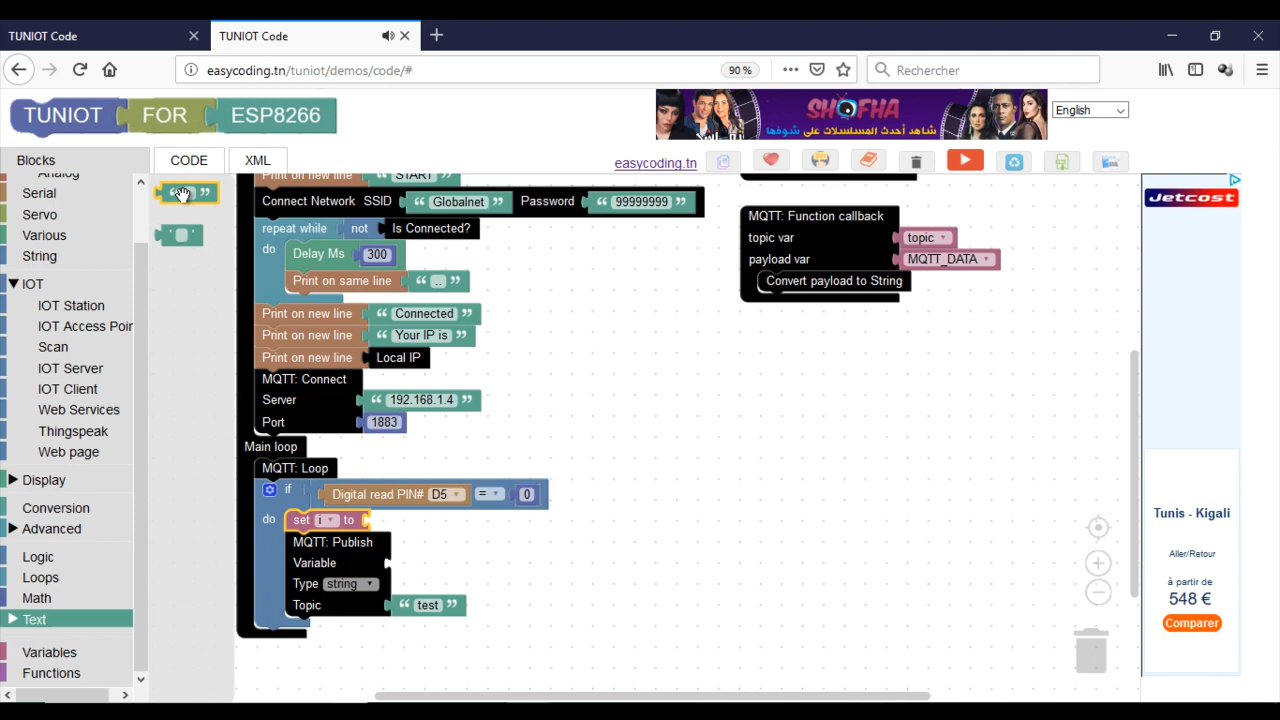 TUNIOT Code
TUNIOT Code
easycoding.tn/tuniot/demos/code/#
90 %
Rechercher
TUNIOT FOR ESP8266
SHOFHA
شاهد أحدث المسلسلات على شوفها
English
Blocks
CODE
XML
easycoding.tn
Analog
Serial
Servo
Various
String
IOT
IOT Station
IOT Access Poir
Scan
IOT Server
IOT Client
Web Services
Thingspeak
Web page
Display
Conversion
Advanced
Logic
Loops
Math
Text
Variables
Functions
“ ”
' '
Print on new line “ START ”
Connect Network SSID “ Globalnet ” Password “ 99999999 ”
repeat while not Is Connected?
do Delay Ms 300
Print on same line “ .. ”
Print on new line “ Connected ”
Print on new line “ Your IP is ”
Print on new line Local IP
MQTT: Connect
Server “ 192.168.1.4 ”
Port 1883
Main loop
MQTT: Loop
if Digital read PIN# D5 = 0
do set i to
MQTT: Publish
Variable
Type string
Topic “ test ”
MQTT: Function callback
topic var topic
payload var MQTT_DATA
Convert payload to String
Jetcost
Tunis - Kigali
Aller/Retour
à partir de
548 €
Comparer